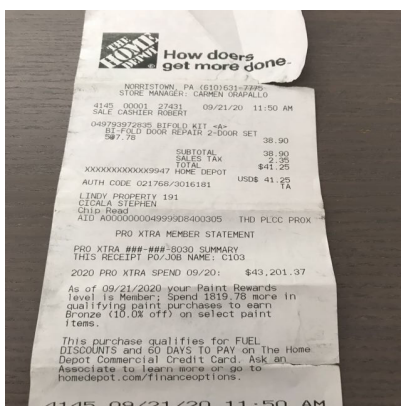 THE
HOME
DEPOT
How doers
get more done.
NORRISTOWN, PA (610)631-7775
STORE MANAGER: CARMEN ORAPALLO
4145 00001 27431 09/21/20 11:50 AM
SALE CASHIER ROBERT
049793972835 BIFOLD KIT <A>
BI-FOLD DOOR REPAIR 2-DOOR SET
5@7.78 38.90
SUBTOTAL 38.90
SALES TAX 2.35
TOTAL $41.25
XXXXXXXXXXXX9947 HOME DEPOT
USD$ 41.25
AUTH CODE 021768/3016181 TA
LINDY PROPERTY 191
CICALA STEPHEN
Chip Read
AID A0000000049999D8400305 THD PLCC PROX
PRO XTRA MEMBER STATEMENT
PRO XTRA ###-###-8030 SUMMARY
THIS RECEIPT PO/JOB NAME: C103
2020 PRO XTRA SPEND 09/20: $43,201.37
As of 09/21/2020 your Paint Rewards
level is Member; Spend 1819.78 more in
qualifying paint purchases to earn
Bronze (10.0% off) on select paint
items.
This purchase qualifies for FUEL
DISCOUNTS and 60 DAYS TO PAY on The Home
Depot Commercial Credit Card. Ask an
Associate to learn more or go to
homedepot.com/financeoptions.
4145 09/21/20 11:50 AM